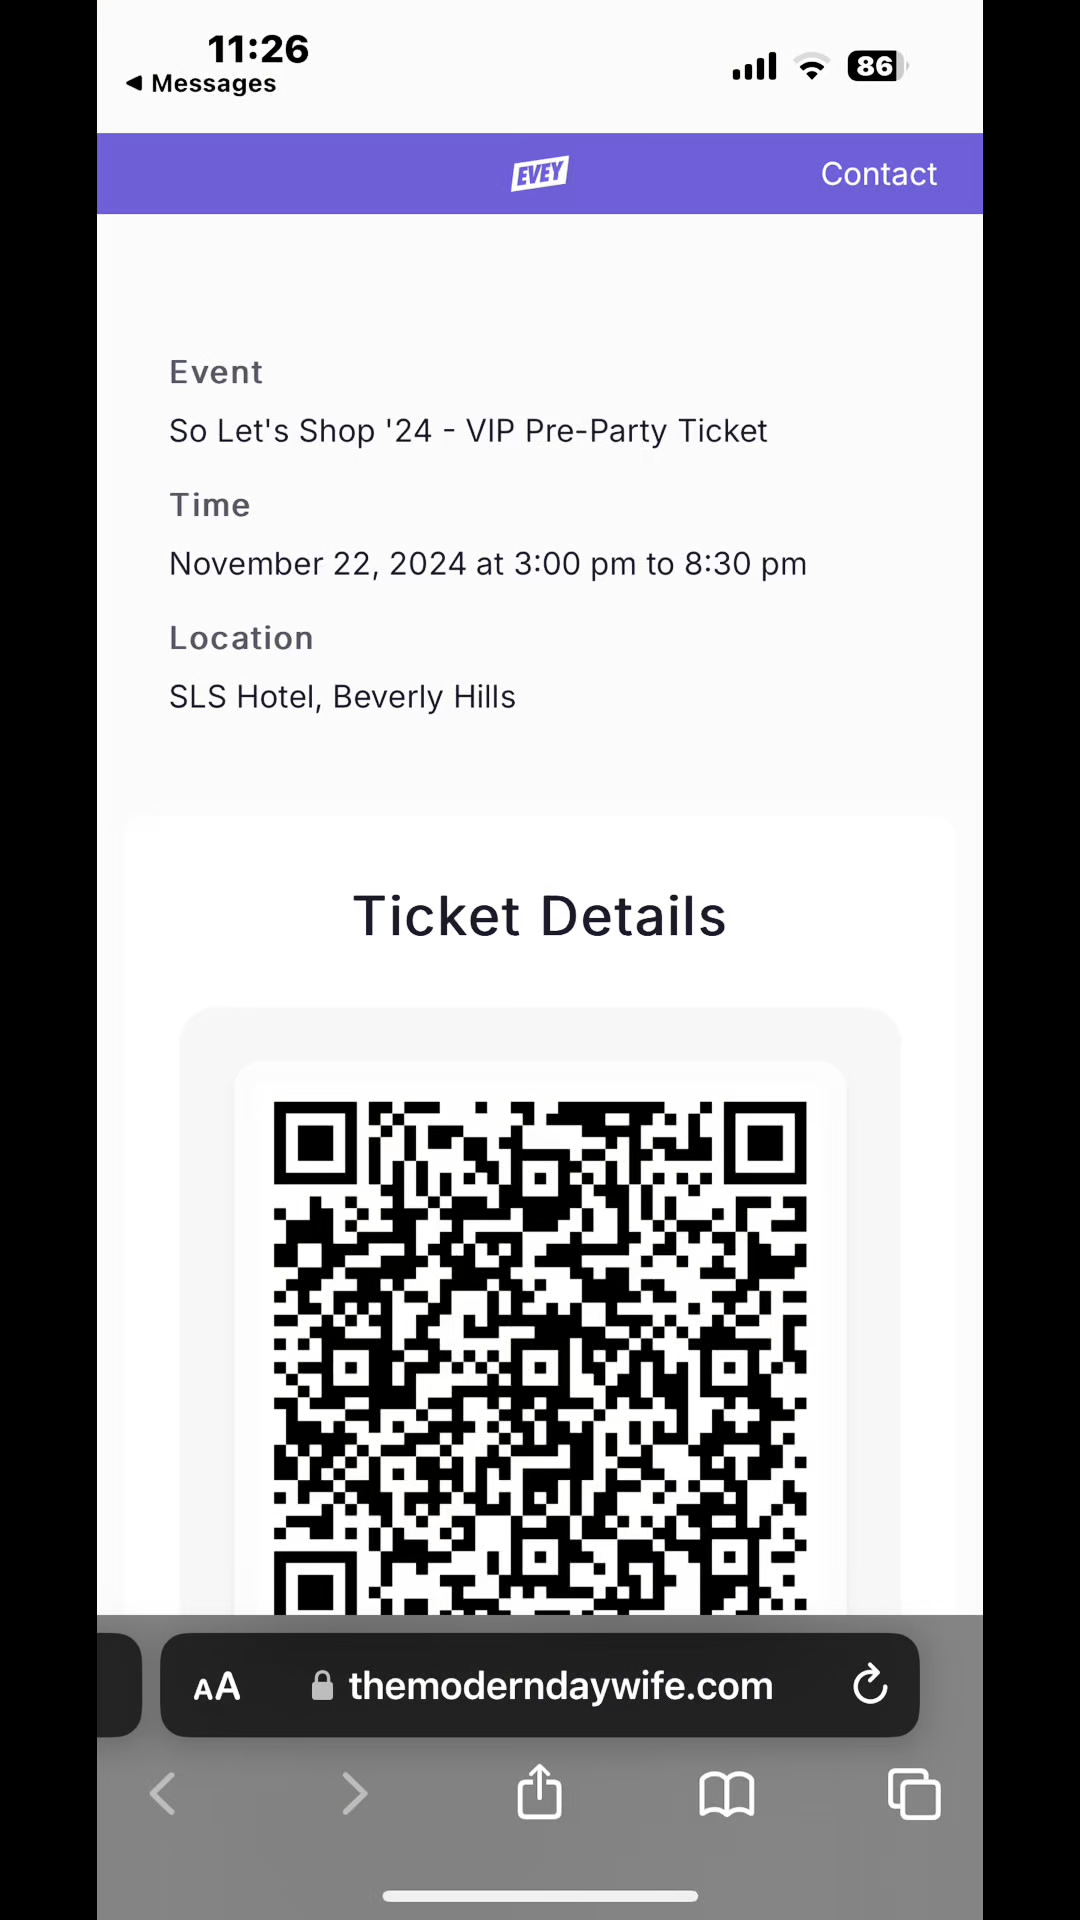 11:26
◀ Messages
86
EVEY
Contact
Event
So Let's Shop '24 - VIP Pre-Party Ticket
Time
November 22, 2024 at 3:00 pm to 8:30 pm
Location
SLS Hotel, Beverly Hills
Ticket Details
AA
themoderndaywife.com